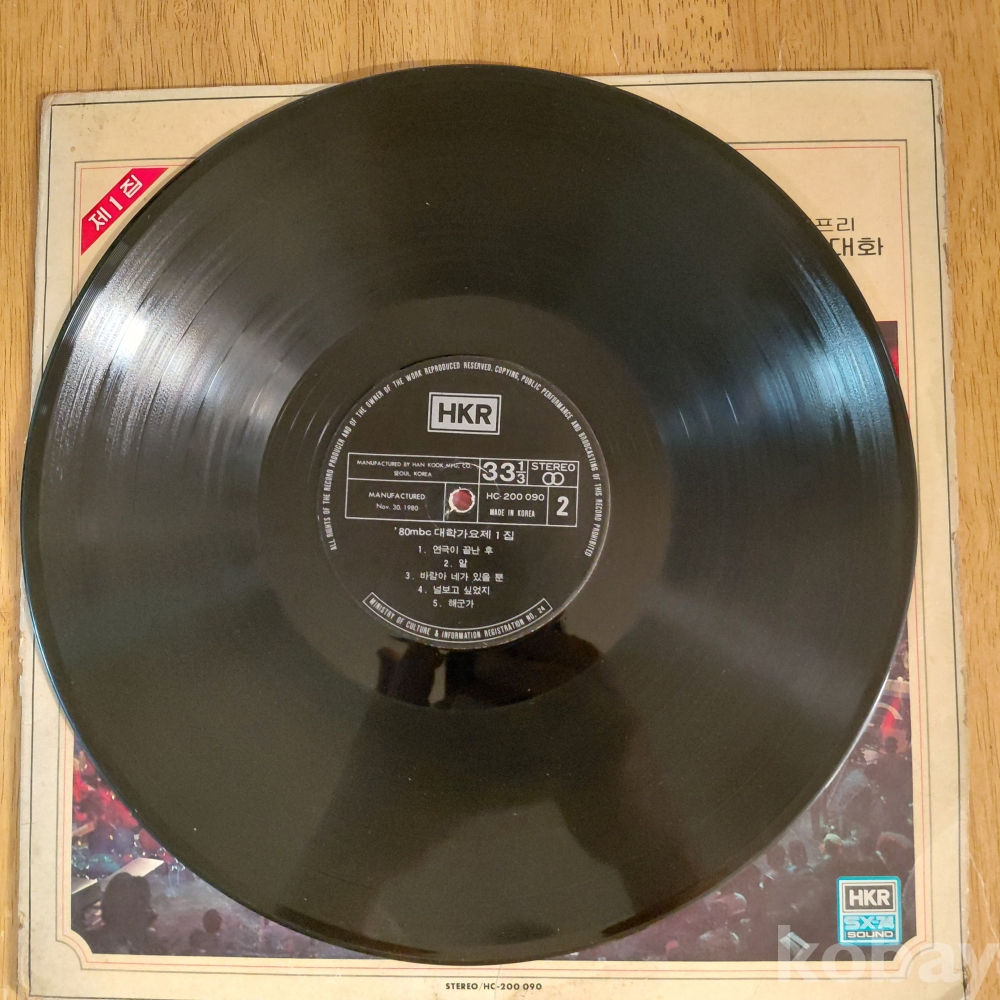 제1집
프리
대화
ALL RIGHTS OF THE RECORD PRODUCER AND OF THE OWNER OF THE WORK REPRODUCED RESERVED. COPYING, PUBLIC PERFORMANCE AND BROADCASTING OF THIS RECORD PROHIBITED
HKR
MANUFACTURED BY HAN KOOK MFG. CO.
SEOUL KOREA
33 1/3
STEREO
MANUFACTURED
Nov. 30, 1980
HC-200 090
MADE IN KOREA
2
'80mbc 대학가요제 1집
1. 연극이 끝난 후
2. 알
3. 바람아 네가 있을 뿐
4. 널보고 싶었지
5. 해군가
MINISTRY OF CULTURE & INFORMATION REGISTRATION NO. 24
HKR
SX-74
SOUND
STEREO/HC-200 090
kobay